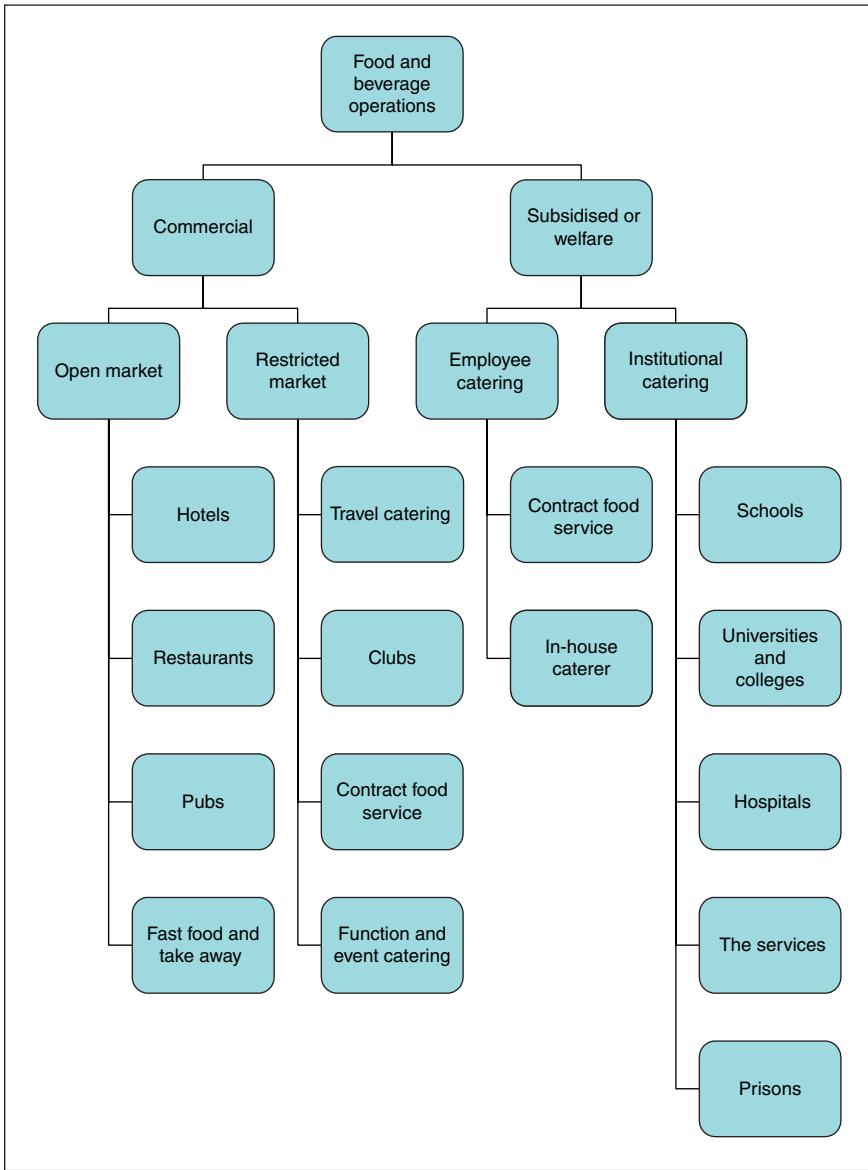 Food and
beverage
operations
Commercial
Subsidised or
welfare
Open market
Restricted
market
Employee
catering
Institutional
catering
Hotels
Travel catering
Contract food
service
Schools
Restaurants
Clubs
In-house
caterer
Universities
and
colleges
Pubs
Contract food
service
Hospitals
Fast food and
take away
Function and
event catering
The services
Prisons